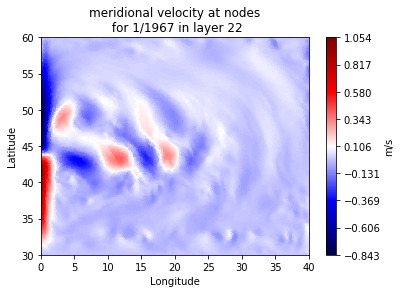 meridional velocity at nodes
for 1/1967 in layer 22
60
55
50
45
40
35
30
Latitude
0 5 10 15 20 25 30 35 40
Longitude
1.054
0.817
0.580
0.343
0.106
−0.131
−0.369
−0.606
−0.843
m/s